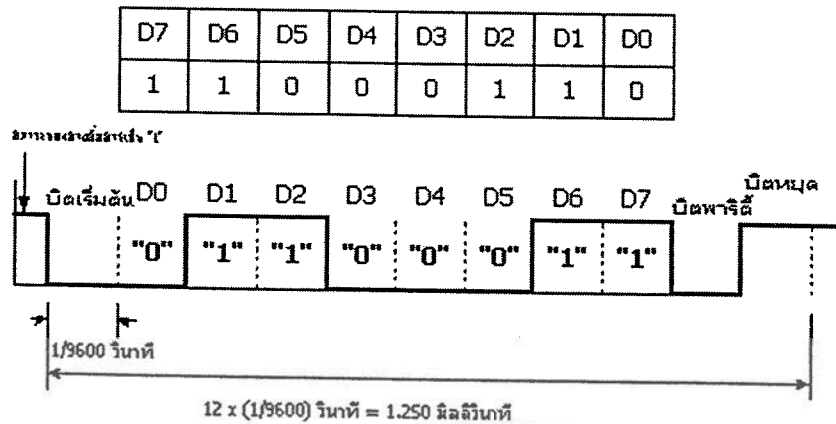 D7 D6 D5 D4 D3 D2 D1 D0
1 1 0 0 0 1 1 0
"1"
บิตเริ่มต้น D0 D1 D2 D3 D4 D5 D6 D7 บิตพาริตี้ บิตหยุด
"0" "1" "1" "0" "0" "0" "1" "1"
1/9600 วินาที
12 x (1/9600) วินาที = 1.250 มิลลิวินาที